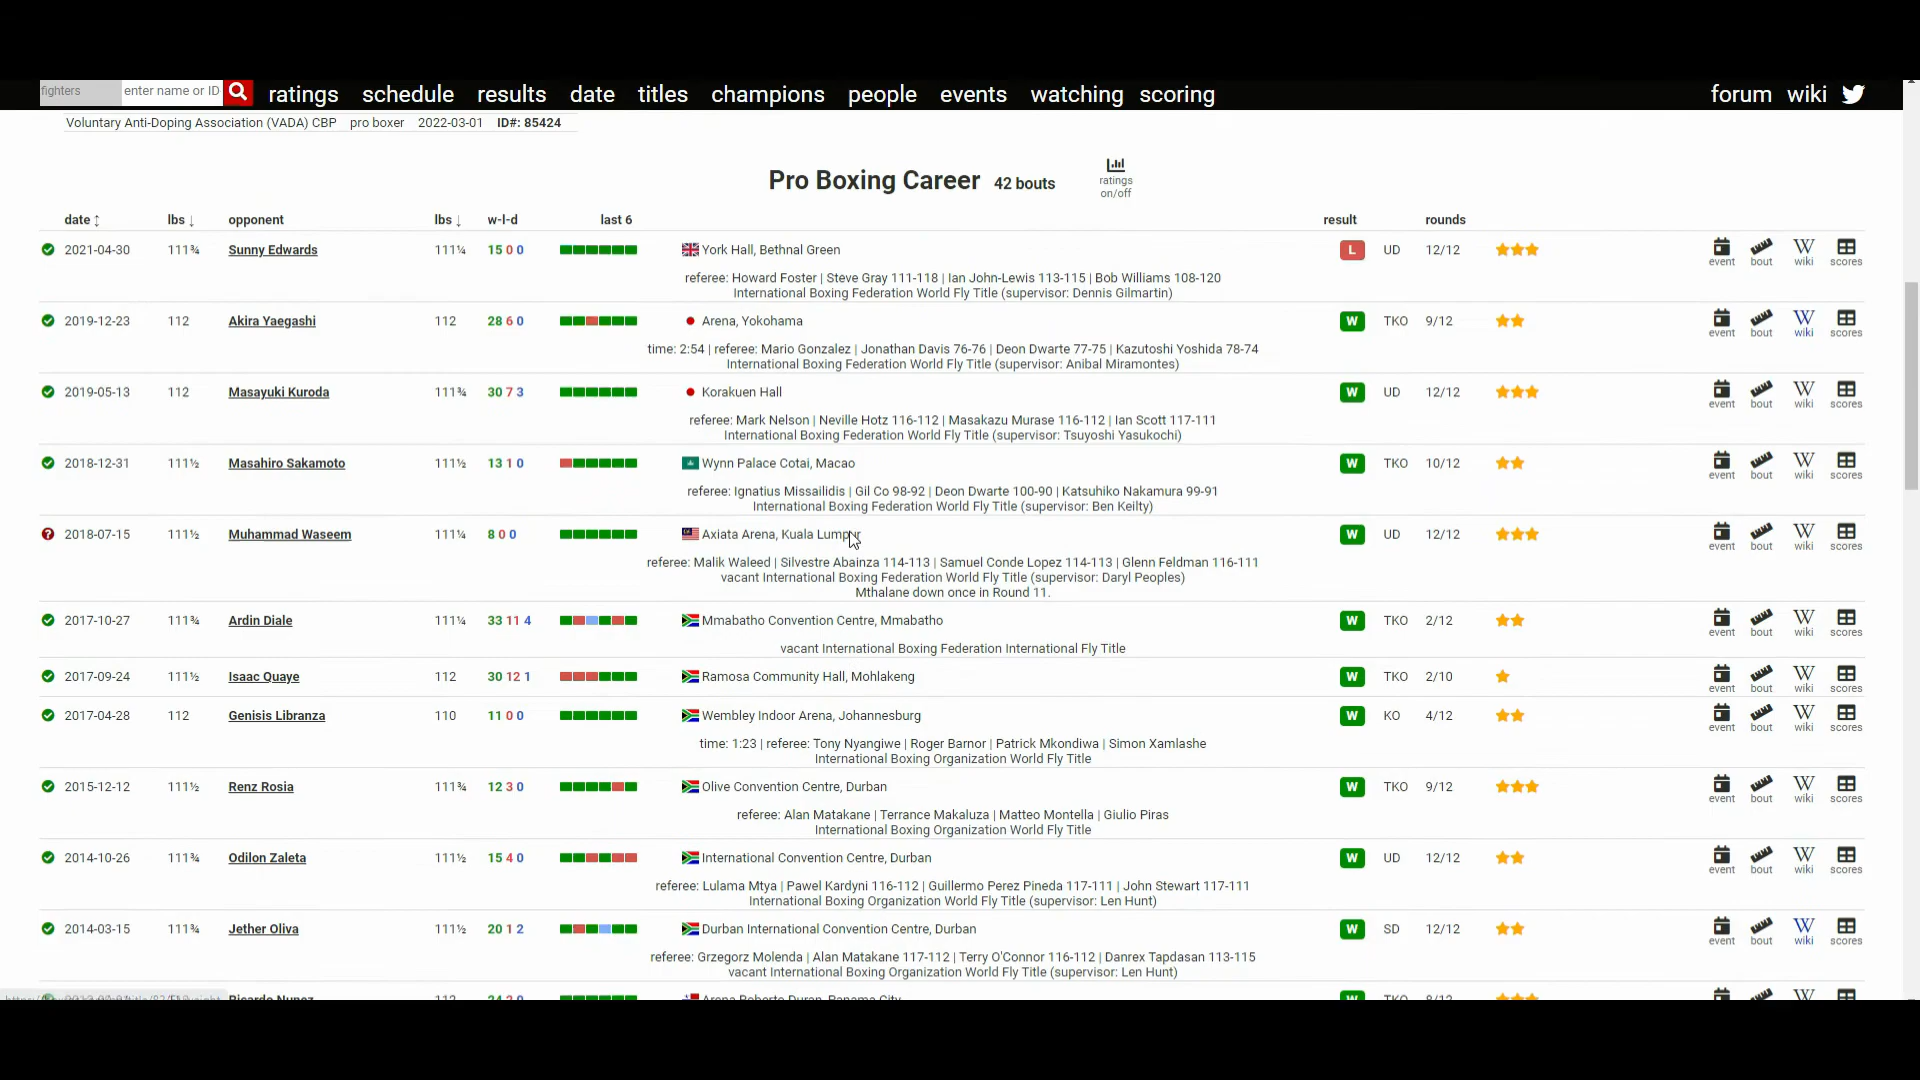 fighters enter name or ID ratings schedule results date titles champions people events watching scoring forum wiki
Voluntary Anti-Doping Association (VADA) CBP pro boxer 2022-03-01 ID#: 85424
Pro Boxing Career 42 bouts
ratings
on/off
date lbs ↓ opponent lbs ↓ w-l-d last 6 result rounds
2021-04-30 111¾ Sunny Edwards 111¼ 15 0 0 York Hall, Bethnal Green L UD 12/12
event bout wiki scores
referee: Howard Foster | Steve Gray 111-118 | Ian John-Lewis 113-115 | Bob Williams 108-120
International Boxing Federation World Fly Title (supervisor: Dennis Gilmartin)
2019-12-23 112 Akira Yaegashi 112 28 6 0 Arena, Yokohama W TKO 9/12
event bout wiki scores
time: 2:54 | referee: Mario Gonzalez | Jonathan Davis 76-76 | Deon Dwarte 77-75 | Kazutoshi Yoshida 78-74
International Boxing Federation World Fly Title (supervisor: Anibal Miramontes)
2019-05-13 112 Masayuki Kuroda 111¾ 30 7 3 Korakuen Hall W UD 12/12
event bout wiki scores
referee: Mark Nelson | Neville Hotz 116-112 | Masakazu Murase 116-112 | Ian Scott 117-111
International Boxing Federation World Fly Title (supervisor: Tsuyoshi Yasukochi)
2018-12-31 111½ Masahiro Sakamoto 111½ 13 1 0 Wynn Palace Cotai, Macao W TKO 10/12
event bout wiki scores
referee: Ignatius Missailidis | Gil Co 98-92 | Deon Dwarte 100-90 | Katsuhiko Nakamura 99-91
International Boxing Federation World Fly Title (supervisor: Ben Keilty)
2018-07-15 111½ Muhammad Waseem 111¼ 8 0 0 Axiata Arena, Kuala Lumpur W UD 12/12
event bout wiki scores
referee: Malik Waleed | Silvestre Abainza 114-113 | Samuel Conde Lopez 114-113 | Glenn Feldman 116-111
vacant International Boxing Federation World Fly Title (supervisor: Daryl Peoples)
Mthalane down once in Round 11.
2017-10-27 111¾ Ardin Diale 111¼ 33 11 4 Mmabatho Convention Centre, Mmabatho W TKO 2/12
event bout wiki scores
vacant International Boxing Federation International Fly Title
2017-09-24 111½ Isaac Quaye 112 30 12 1 Ramosa Community Hall, Mohlakeng W TKO 2/10
event bout wiki scores
2017-04-28 112 Genisis Libranza 110 11 0 0 Wembley Indoor Arena, Johannesburg W KO 4/12
event bout wiki scores
time: 1:23 | referee: Tony Nyangiwe | Roger Barnor | Patrick Mkondiwa | Simon Xamlashe
International Boxing Organization World Fly Title
2015-12-12 111½ Renz Rosia 111¾ 12 3 0 Olive Convention Centre, Durban W TKO 9/12
event bout wiki scores
referee: Alan Matakane | Terrance Makaluza | Matteo Montella | Giulio Piras
International Boxing Organization World Fly Title
2014-10-26 111¾ Odilon Zaleta 111½ 15 4 0 International Convention Centre, Durban W UD 12/12
event bout wiki scores
referee: Lulama Mtya | Pawel Kardyni 116-112 | Guillermo Perez Pineda 117-111 | John Stewart 117-111
International Boxing Organization World Fly Title (supervisor: Len Hunt)
2014-03-15 111¾ Jether Oliva 111½ 20 1 2 Durban International Convention Centre, Durban W SD 12/12
event bout wiki scores
referee: Grzegorz Molenda | Alan Matakane 117-112 | Terry O'Connor 116-112 | Danrex Tapdasan 113-115
vacant International Boxing Organization World Fly Title (supervisor: Len Hunt)
Ricardo Nunez 112 Arena Roberto Duran, Panama City W TKO 8/12